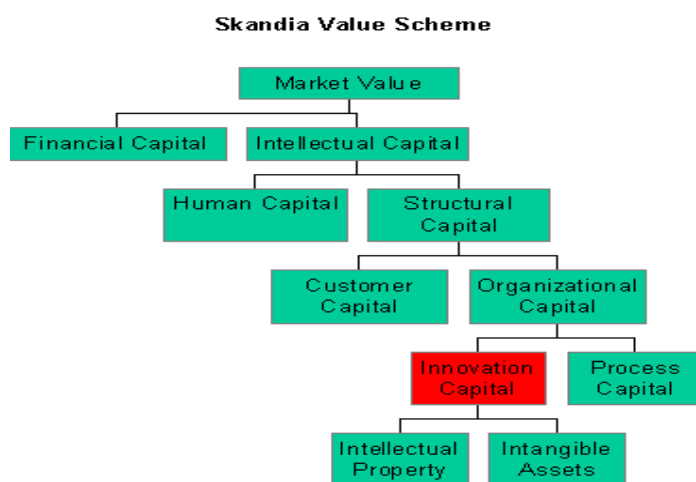 Skandia Value Scheme
Market Value
Financial Capital
Intellectual Capital
Human Capital
Structural
Capital
Customer
Capital
Organizational
Capital
Innovation
Capital
Process
Capital
Intellectual
Property
Intangible
Assets